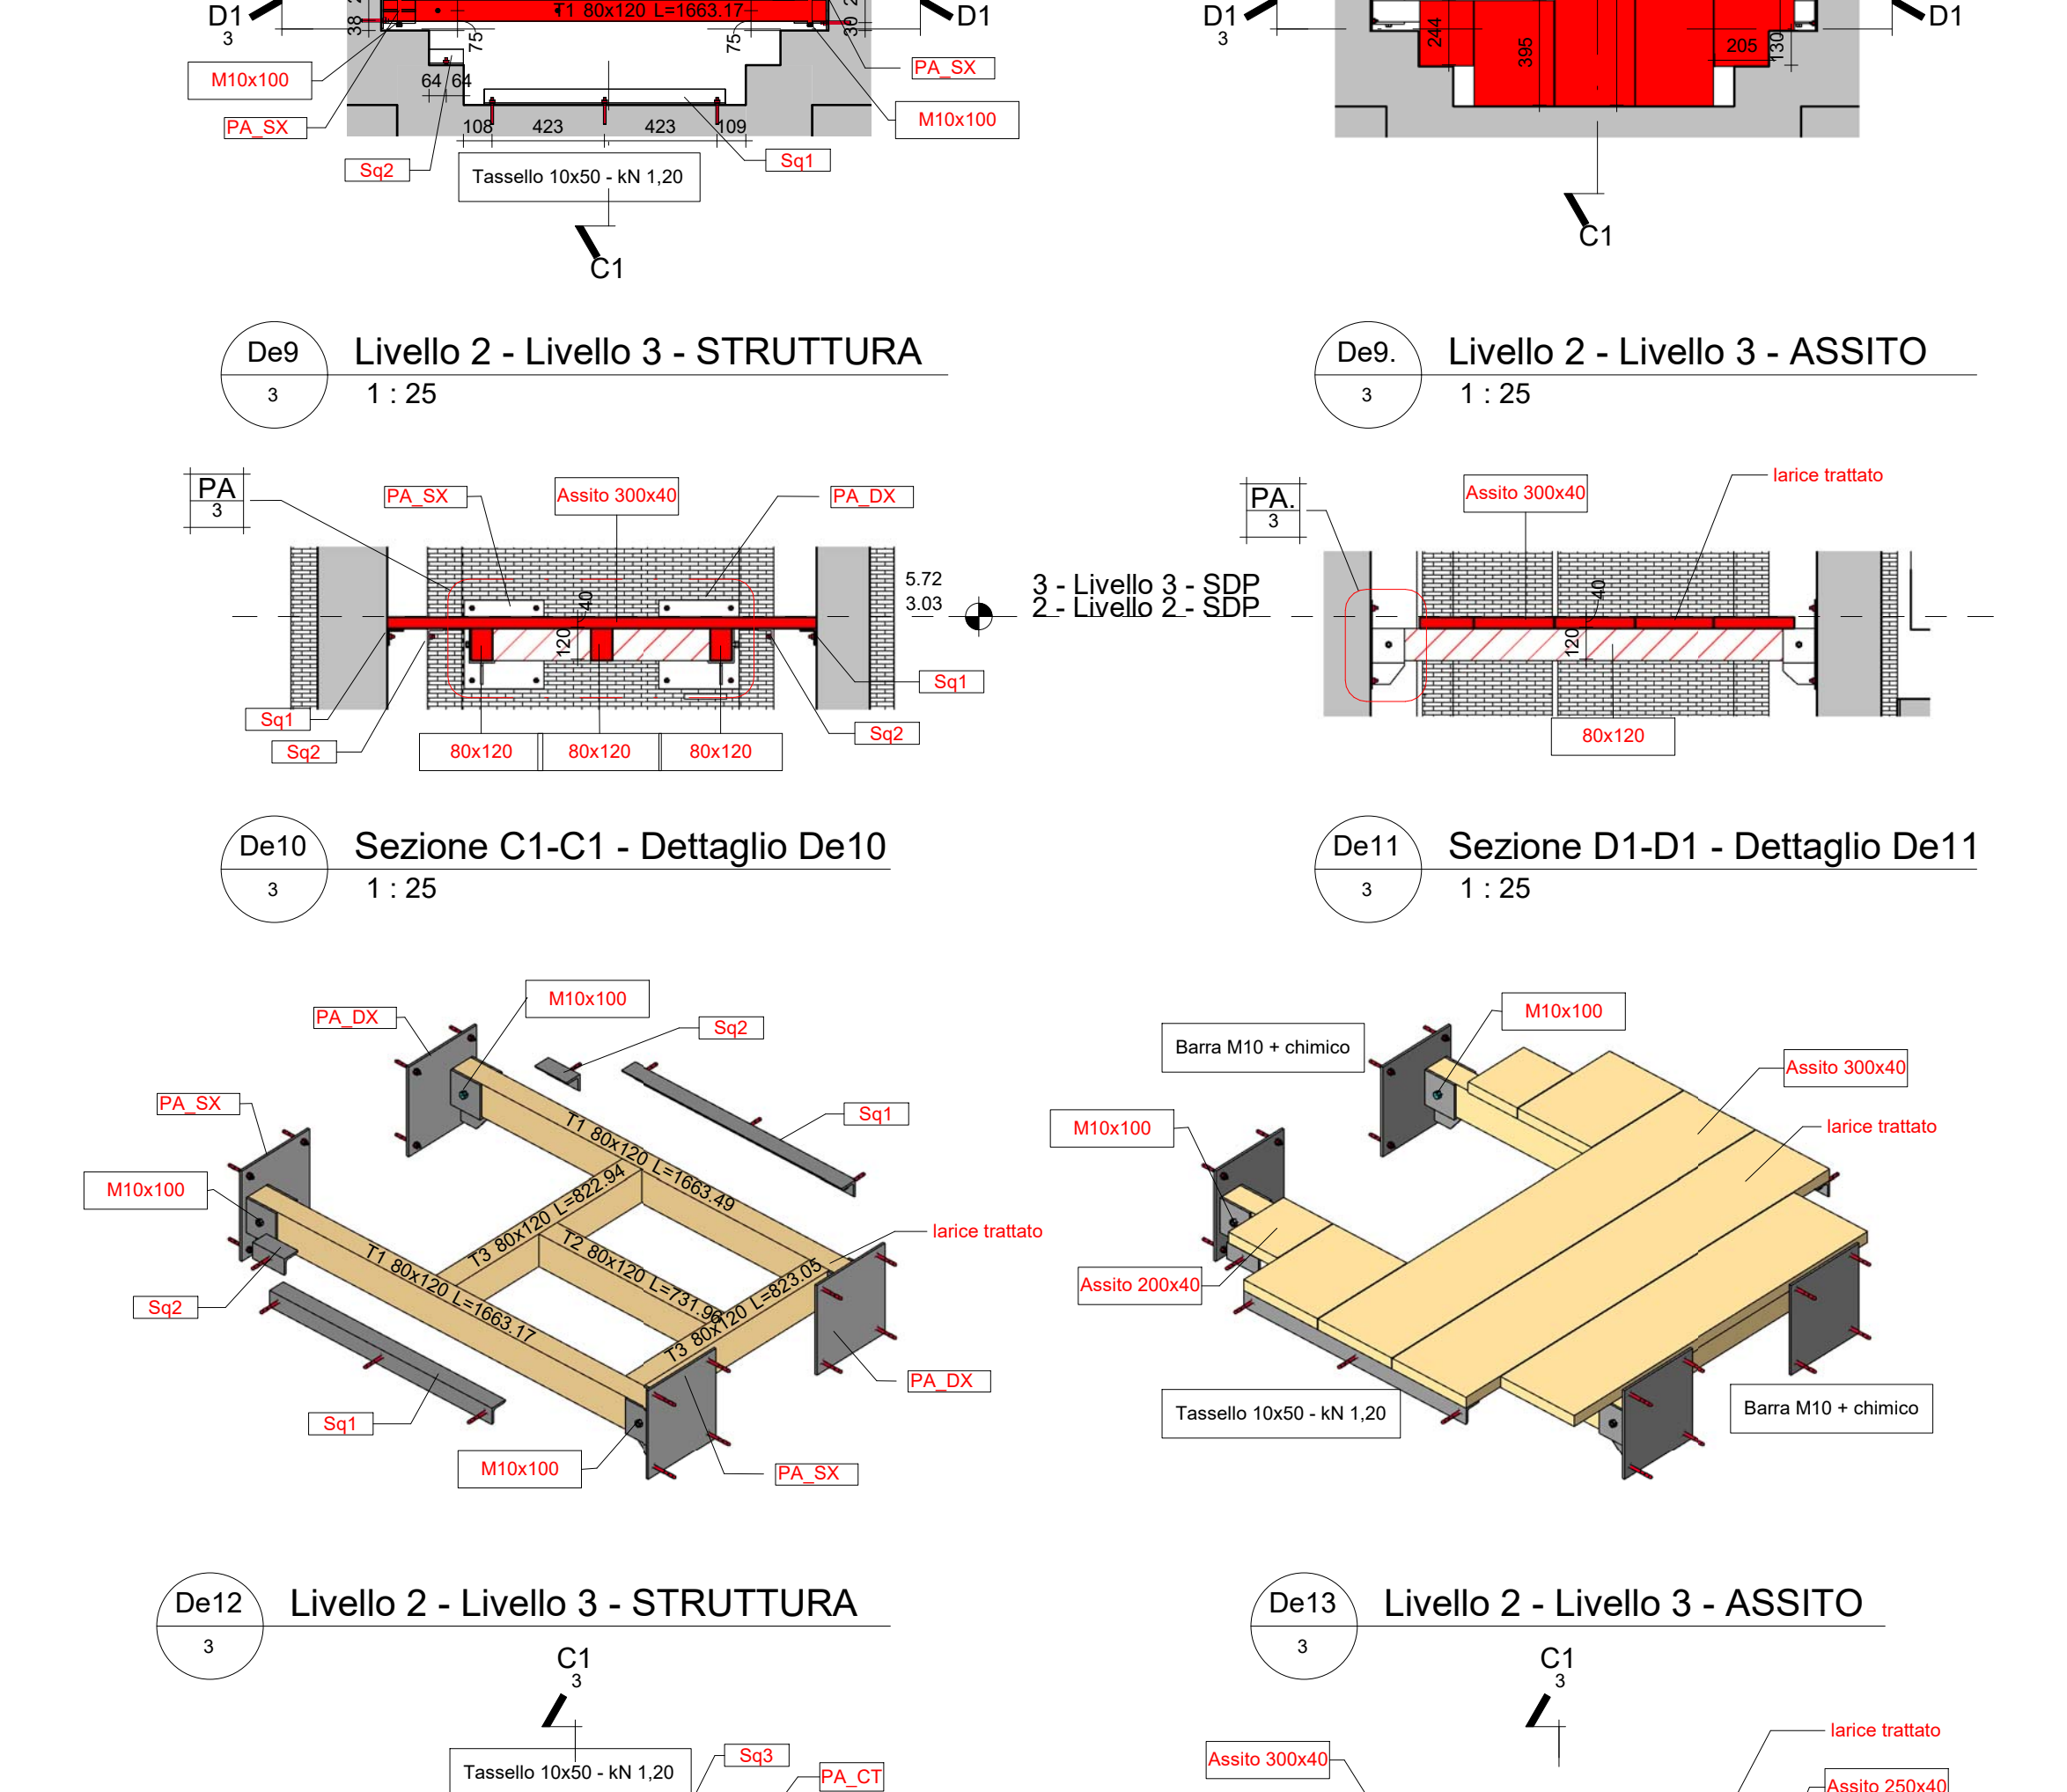 D1
3
38
T1 80x120 L=1663.17
75
75
30
D1
M10x100
PA_SX
64
64
PA_SX
M10x100
108
423
423
109
Sq2
Tassello 10x50 - kN 1,20
Sq1
C1
D1
3
244
395
205
130
D1
C1
De9
3
Livello 2 - Livello 3 - STRUTTURA
1 : 25
De9.
3
Livello 2 - Livello 3 - ASSITO
1 : 25
PA
3
PA_SX
Assito 300x40
PA_DX
40
120
5.72
3.03
3 - Livello 3 - SDP
2 - Livello 2 - SDP
Sq1
Sq2
80x120
80x120
80x120
Sq1
Sq2
PA.
3
Assito 300x40
larice trattato
40
120
80x120
De10
3
Sezione C1-C1 - Dettaglio De10
1 : 25
De11
3
Sezione D1-D1 - Dettaglio De11
1 : 25
M10x100
PA_DX
Sq2
PA_SX
Sq1
M10x100
T1 80x120 L=1663.49
T3 80x120 L=822.94
T2 80x120 L=731.96
T3 80x120 L=823.05
T1 80x120 L=1663.17
larice trattato
Sq2
Sq1
PA_DX
M10x100
PA_SX
M10x100
Barra M10 + chimico
Assito 300x40
M10x100
larice trattato
Assito 200x40
Tassello 10x50 - kN 1,20
Barra M10 + chimico
De12
3
Livello 2 - Livello 3 - STRUTTURA
De13
3
Livello 2 - Livello 3 - ASSITO
C1
3
Tassello 10x50 - kN 1,20
Sq3
PA_CT
C1
3
Assito 300x40
larice trattato
Assito 250x40